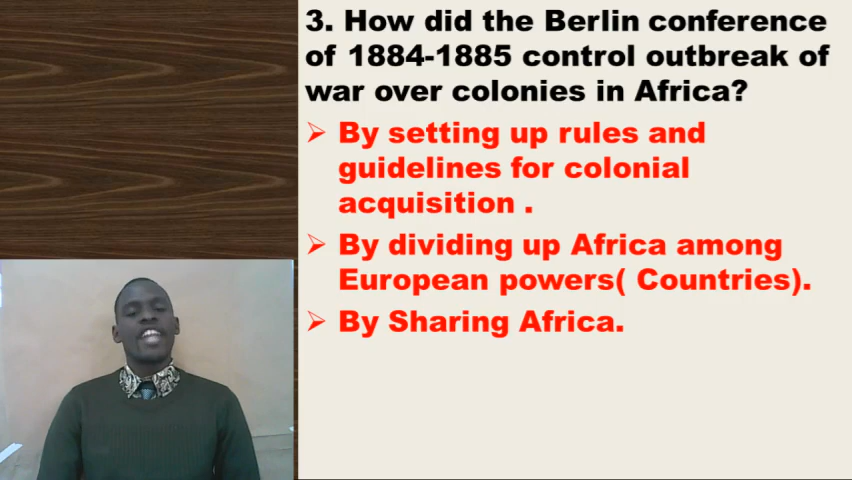 3. How did the Berlin conference
of 1884-1885 control outbreak of
war over colonies in Africa?
➢ By setting up rules and
guidelines for colonial
acquisition .
➢ By dividing up Africa among
European powers( Countries).
➢ By Sharing Africa.